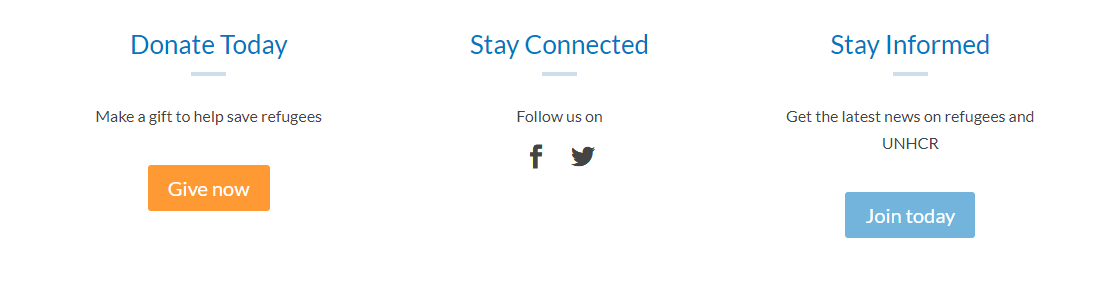 Donate Today
Make a gift to help save refugees
Give now
Stay Connected
Follow us on
Stay Informed
Get the latest news on refugees and
UNHCR
Join today